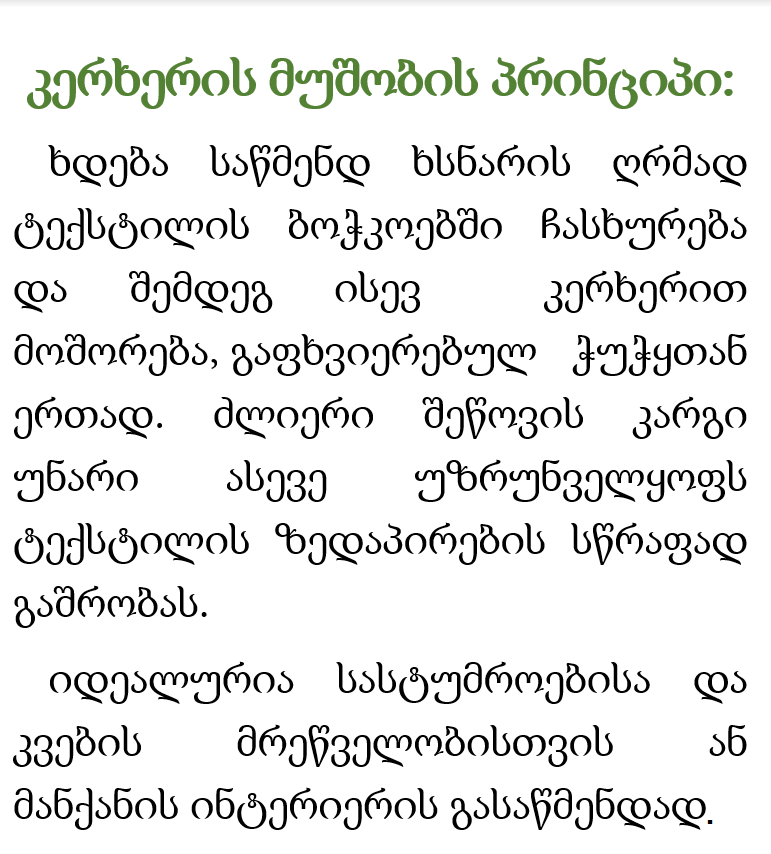 კერხერის მუშობის პრინციპი:
ხდება საწმენდ ხსნარის ღრმად
ტექსტილის ბოჭკოებში ჩასხურება
და შემდეგ ისევ კერხერით
მოშორება, გაფხვიერებულ ჭუჭყთან
ერთად. ძლიერი შეწოვის კარგი
უნარი ასევე უზრუნველყოფს
ტექსტილის ზედაპირების სწრაფად
გაშრობას.
იდეალურია სასტუმროებისა და
კვების მრეწველობისთვის ან
მანქანის ინტერიერის გასაწმენდად.